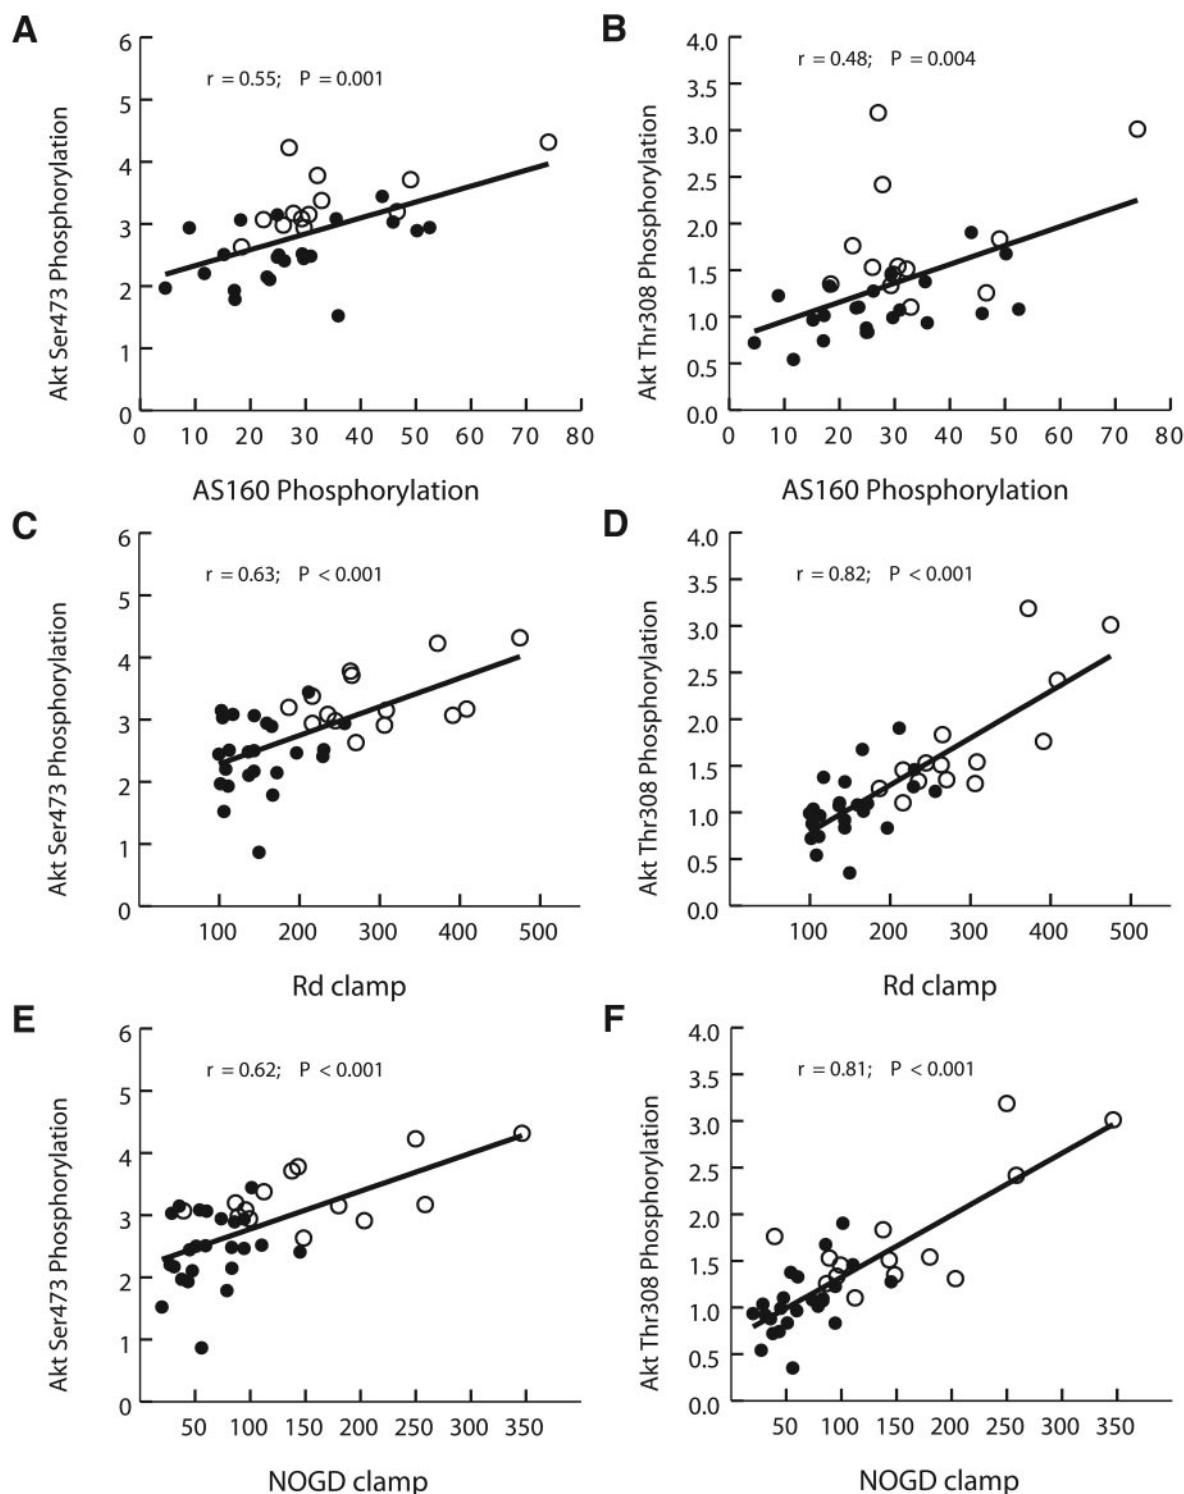 A
B
r = 0.55; P = 0.001
r = 0.48; P = 0.004
Akt Ser473 Phosphorylation
Akt Thr308 Phosphorylation
6
5
4
3
2
1
0
4.0
3.5
3.0
2.5
2.0
1.5
1.0
0.5
0.0
0 10 20 30 40 50 60 70 80
0 10 20 30 40 50 60 70 80
AS160 Phosphorylation
AS160 Phosphorylation
C
D
r = 0.63; P < 0.001
r = 0.82; P < 0.001
Akt Ser473 Phosphorylation
Akt Thr308 Phosphorylation
6
5
4
3
2
1
0
4.0
3.5
3.0
2.5
2.0
1.5
1.0
0.5
0.0
100 200 300 400 500
100 200 300 400 500
Rd clamp
Rd clamp
E
F
r = 0.62; P < 0.001
r = 0.81; P < 0.001
Akt Ser473 Phosphorylation
Akt Thr308 Phosphorylation
6
5
4
3
2
1
0
4.0
3.5
3.0
2.5
2.0
1.5
1.0
0.5
0.0
50 100 150 200 250 300 350
50 100 150 200 250 300 350
NOGD clamp
NOGD clamp